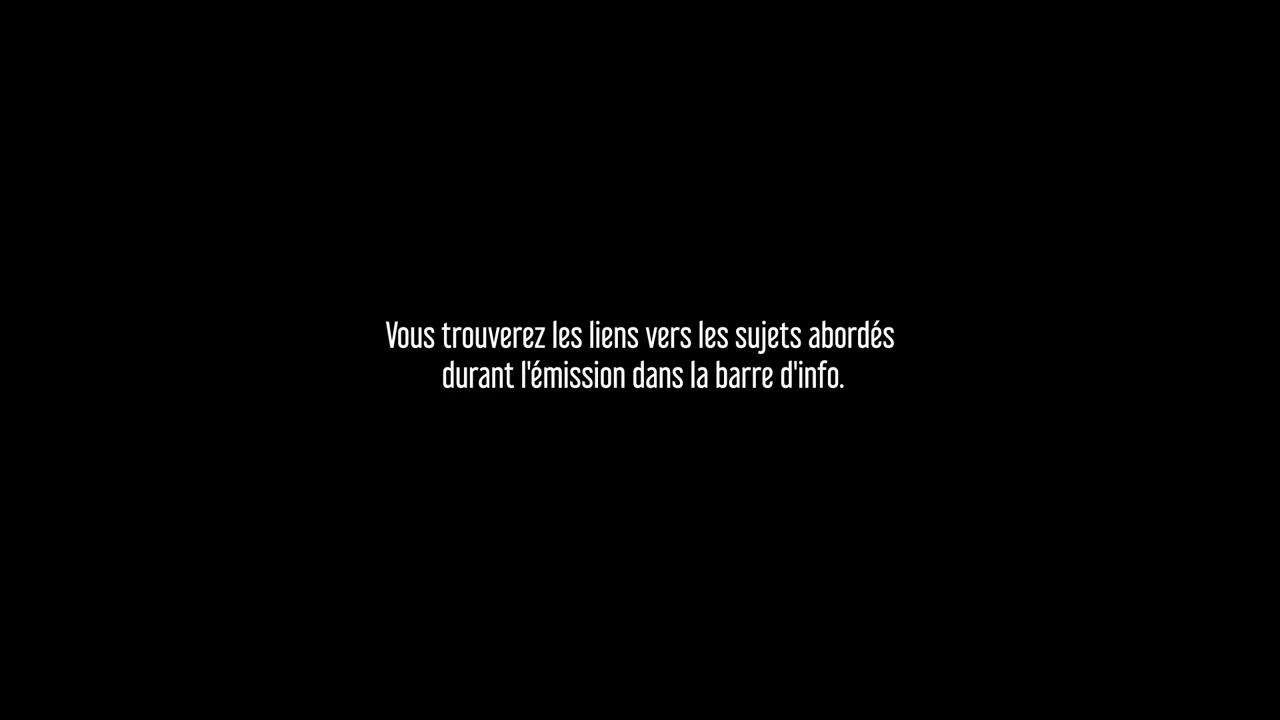 Vous trouverez les liens vers les sujets abordés
durant l'émission dans la barre d'info.